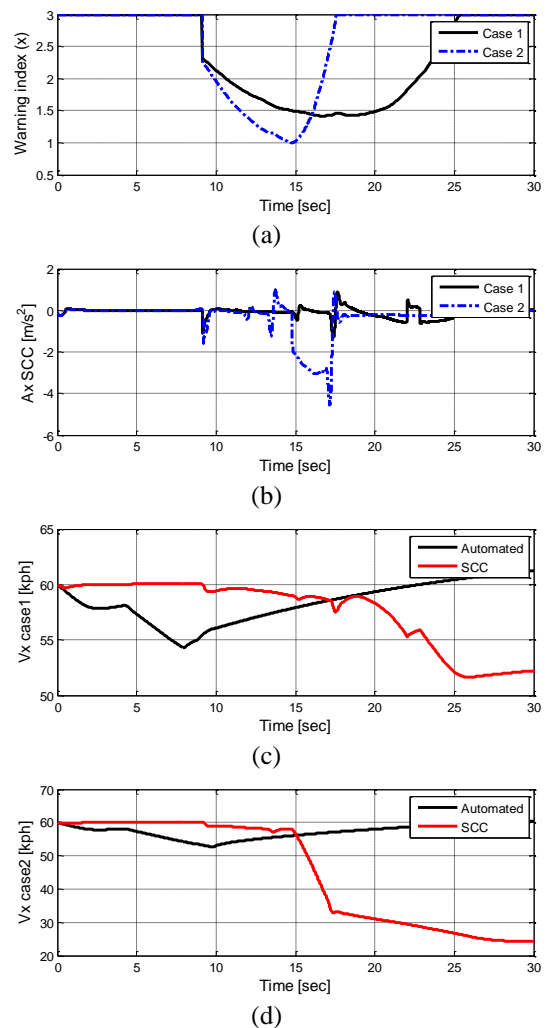 3
2.5
2
1.5
1
0.5
Warning index (x)
Case 1
Case 2
0 5 10 15 20 25 30
Time [sec]
(a)
2
0
-2
-4
-6
Ax SCC [m/s²]
Case 1
Case 2
0 5 10 15 20 25 30
Time [sec]
(b)
65
60
55
50
Vx case1 [kph]
Automated
SCC
0 5 10 15 20 25 30
Time [sec]
(c)
70
60
50
40
30
20
Vx case2 [kph]
Automated
SCC
0 5 10 15 20 25 30
Time [sec]
(d)